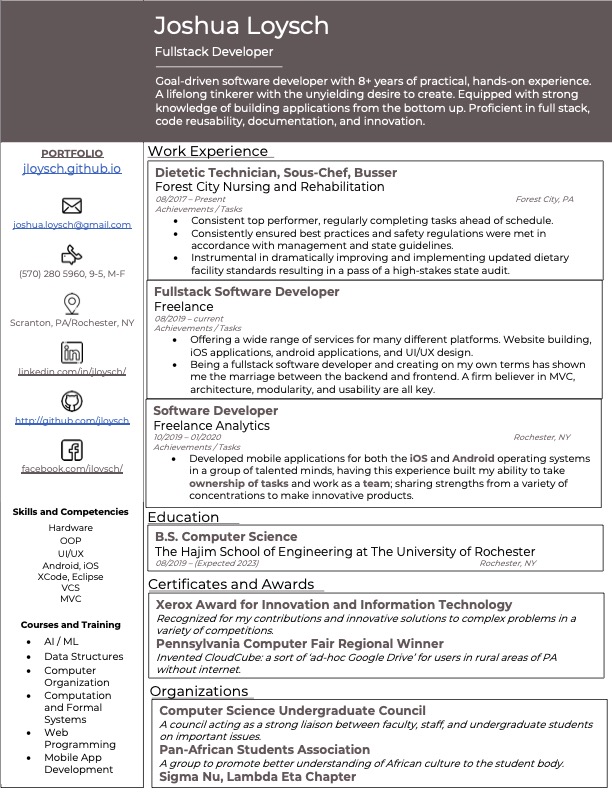 Joshua Loysch
Fullstack Developer
Goal-driven software developer with 8+ years of practical, hands-on experience.
A lifelong tinkerer with the unyielding desire to create. Equipped with strong
knowledge of building applications from the bottom up. Proficient in full stack,
code reusability, documentation, and innovation.
PORTFOLIO
jloysch.github.io
joshua.loysch@gmail.com
(570) 280 5960, 9-5, M-F
Scranton, PA/Rochester, NY
linkedin.com/in/jloysch/
http://github.com/jloysch
facebook.com/jloysch/
Skills and Competencies
Hardware
OOP
UI/UX
Android, iOS
XCode, Eclipse
VCS
MVC
Courses and Training
• AI / ML
• Data Structures
• Computer
Organization
• Computation
and Formal
Systems
• Web
Programming
• Mobile App
Development
Work Experience
Dietetic Technician, Sous-Chef, Busser
Forest City Nursing and Rehabilitation
08/2017 – Present Forest City, PA
Achievements / Tasks
• Consistent top performer, regularly completing tasks ahead of schedule.
• Consistently ensured best practices and safety regulations were met in
accordance with management and state guidelines.
• Instrumental in dramatically improving and implementing updated dietary
facility standards resulting in a pass of a high-stakes state audit.
Fullstack Software Developer
Freelance
08/2019 – current
Achievements / Tasks
• Offering a wide range of services for many different platforms. Website building,
iOS applications, android applications, and UI/UX design.
• Being a fullstack software developer and creating on my own terms has shown
me the marriage between the backend and frontend. A firm believer in MVC,
architecture, modularity, and usability are all key.
Software Developer
Freelance Analytics
10/2019 – 01/2020 Rochester, NY
Achievements / Tasks
• Developed mobile applications for both the iOS and Android operating systems
in a group of talented minds, having this experience built my ability to take
ownership of tasks and work as a team; sharing strengths from a variety of
concentrations to make innovative products.
Education
B.S. Computer Science
The Hajim School of Engineering at The University of Rochester
08/2019 – (Expected 2023) Rochester, NY
Certificates and Awards
Xerox Award for Innovation and Information Technology
Recognized for my contributions and innovative solutions to complex problems in a
variety of competitions.
Pennsylvania Computer Fair Regional Winner
Invented CloudCube: a sort of 'ad-hoc Google Drive' for users in rural areas of PA
without internet.
Organizations
Computer Science Undergraduate Council
A council acting as a strong liaison between faculty, staff, and undergraduate students
on important issues.
Pan-African Students Association
A group to promote better understanding of African culture to the student body.
Sigma Nu, Lambda Eta Chapter